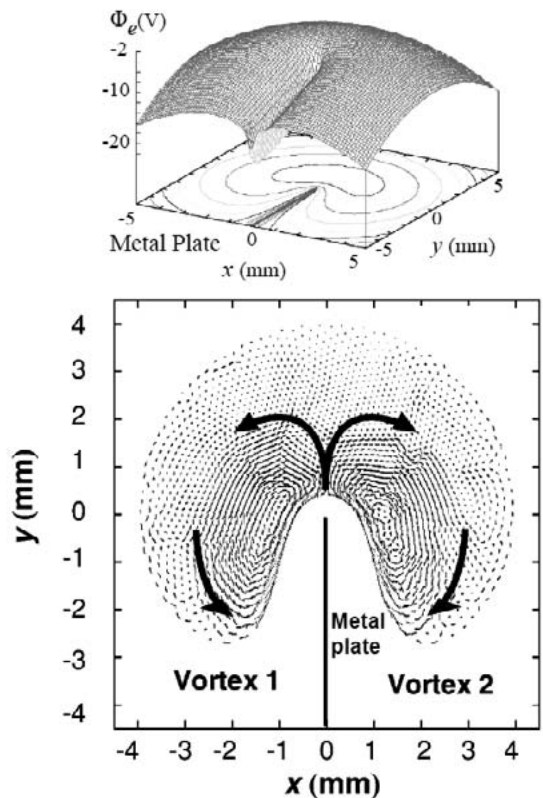 Φe(V)
-2
-10
-20
-5
0
5
5
0
-5
Metal Plate
x (mm)
y (mm)
4
3
2
1
0
-1
-2
-3
-4
y (mm)
Metal
plate
Vortex 1
Vortex 2
-4 -3 -2 -1 0 1 2 3 4
x (mm)